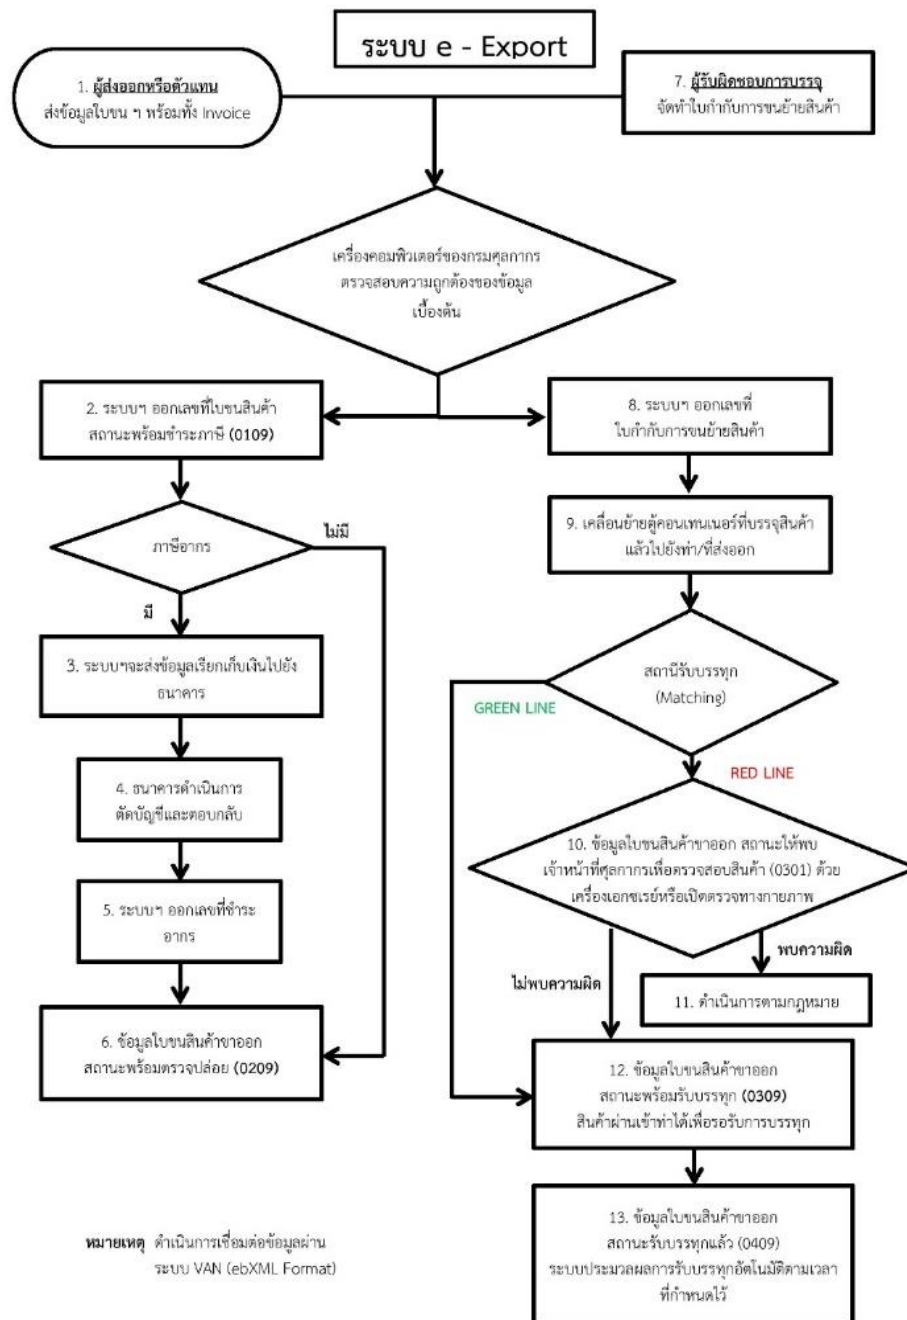 ระบบ e - Export
1. ผู้ส่งออกหรือตัวแทน
ส่งข้อมูลใบขน ฯ พร้อมทั้ง Invoice
7. ผู้รับผิดชอบการบรรจุ
จัดทำใบกำกับการขนย้ายสินค้า
เครื่องคอมพิวเตอร์ของกรมศุลกากร
ตรวจสอบความถูกต้องของข้อมูล
เบื้องต้น
2. ระบบฯ ออกเลขที่ใบขนสินค้า
สถานะพร้อมชำระภาษี (0109)
8. ระบบฯ ออกเลขที่
ใบกำกับการขนย้ายสินค้า
ภาษีอากร
ไม่มี
มี
9. เคลื่อนย้ายตู้คอนเทนเนอร์ที่บรรจุสินค้า
แล้วไปยังท่า/ที่ส่งออก
3. ระบบฯจะส่งข้อมูลเรียกเก็บเงินไปยัง
ธนาคาร
สถานีรับบรรทุก
(Matching)
GREEN LINE
RED LINE
4. ธนาคารดำเนินการ
ตัดบัญชีและตอบกลับ
10. ข้อมูลใบขนสินค้าขาออก สถานะให้พบ
เจ้าหน้าที่ศุลกากรเพื่อตรวจสอบสินค้า (0301) ด้วย
เครื่องเอกซเรย์หรือเปิดตรวจทางกายภาพ
5. ระบบฯ ออกเลขที่ชำระ
อากร
พบความผิด
ไม่พบความผิด
11. ดำเนินการตามกฎหมาย
6. ข้อมูลใบขนสินค้าขาออก
สถานะพร้อมตรวจปล่อย (0209)
12. ข้อมูลใบขนสินค้าขาออก
สถานะพร้อมรับบรรทุก (0309)
สินค้าผ่านเข้าท่าได้เพื่อรอรับการบรรทุก
13. ข้อมูลใบขนสินค้าขาออก
สถานะรับบรรทุกแล้ว (0409)
ระบบประมวลผลการรับบรรทุกอัตโนมัติตามเวลา
ที่กำหนดไว้
หมายเหตุ ดำเนินการเชื่อมต่อข้อมูลผ่าน
ระบบ VAN (ebXML Format)